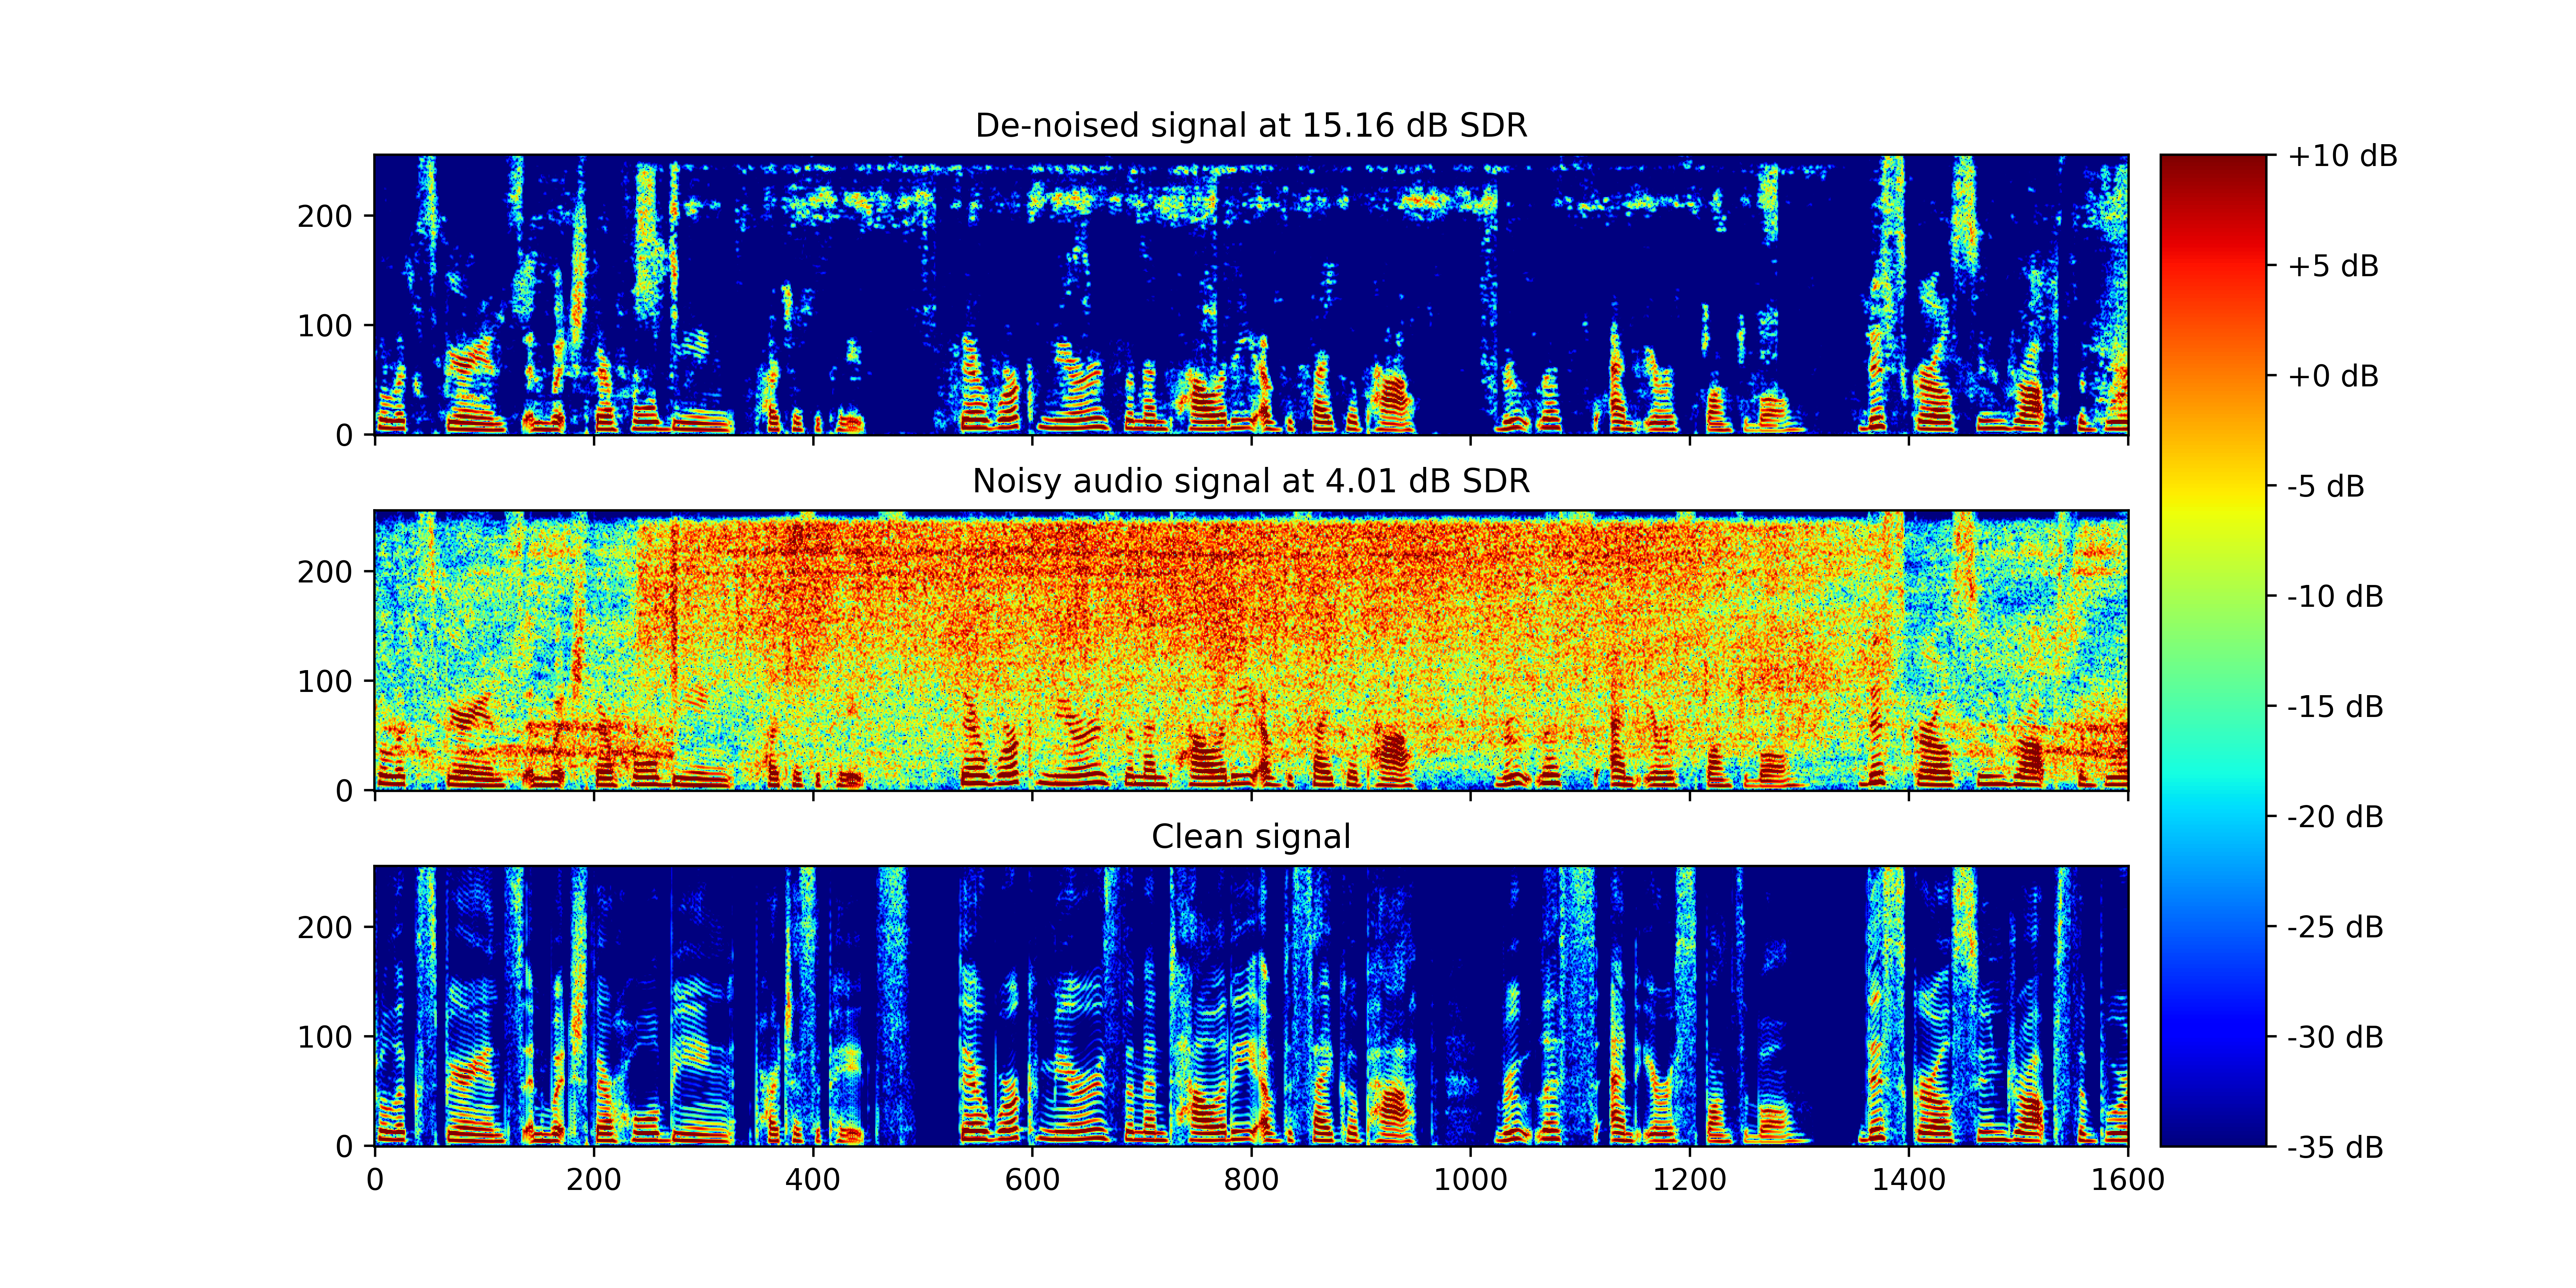 De-noised signal at 15.16 dB SDR
200
100
0
Noisy audio signal at 4.01 dB SDR
200
100
0
Clean signal
200
100
0
0 200 400 600 800 1000 1200 1400 1600
+10 dB
+5 dB
+0 dB
-5 dB
-10 dB
-15 dB
-20 dB
-25 dB
-30 dB
-35 dB